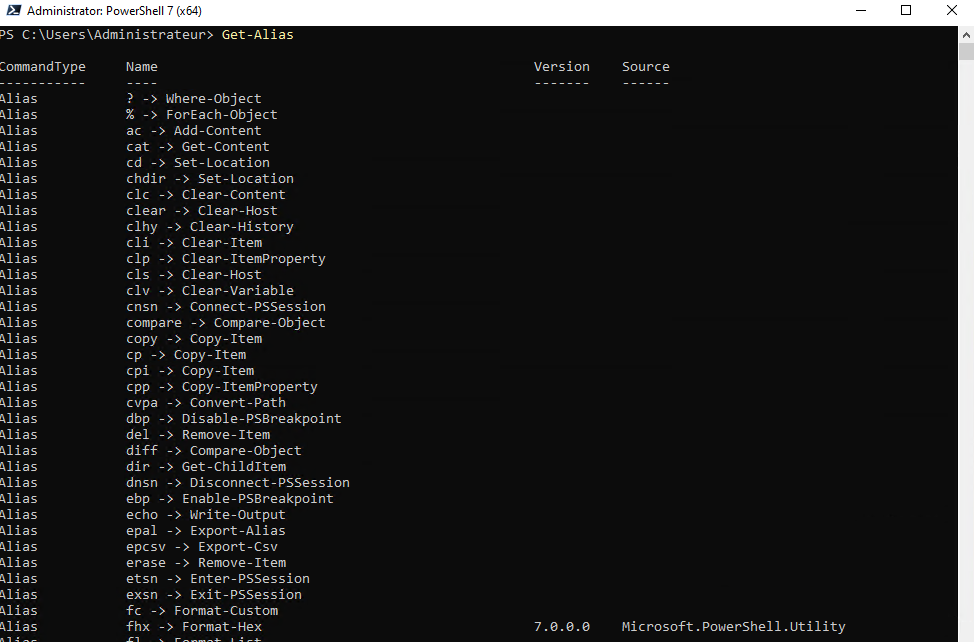 Administrator: PowerShell 7 (x64)
PS C:\Users\Administrateur> Get-Alias
CommandType Name Version Source
----------- ---- ------- ------
Alias ? -> Where-Object
Alias % -> ForEach-Object
Alias ac -> Add-Content
Alias cat -> Get-Content
Alias cd -> Set-Location
Alias chdir -> Set-Location
Alias clc -> Clear-Content
Alias clear -> Clear-Host
Alias clhy -> Clear-History
Alias cli -> Clear-Item
Alias clp -> Clear-ItemProperty
Alias cls -> Clear-Host
Alias clv -> Clear-Variable
Alias cnsn -> Connect-PSSession
Alias compare -> Compare-Object
Alias copy -> Copy-Item
Alias cp -> Copy-Item
Alias cpi -> Copy-Item
Alias cpp -> Copy-ItemProperty
Alias cvpa -> Convert-Path
Alias dbp -> Disable-PSBreakpoint
Alias del -> Remove-Item
Alias diff -> Compare-Object
Alias dir -> Get-ChildItem
Alias dnsn -> Disconnect-PSSession
Alias ebp -> Enable-PSBreakpoint
Alias echo -> Write-Output
Alias epal -> Export-Alias
Alias epcsv -> Export-Csv
Alias erase -> Remove-Item
Alias etsn -> Enter-PSSession
Alias exsn -> Exit-PSSession
Alias fc -> Format-Custom
Alias fhx -> Format-Hex 7.0.0.0 Microsoft.PowerShell.Utility
Alias fl -> Format-List